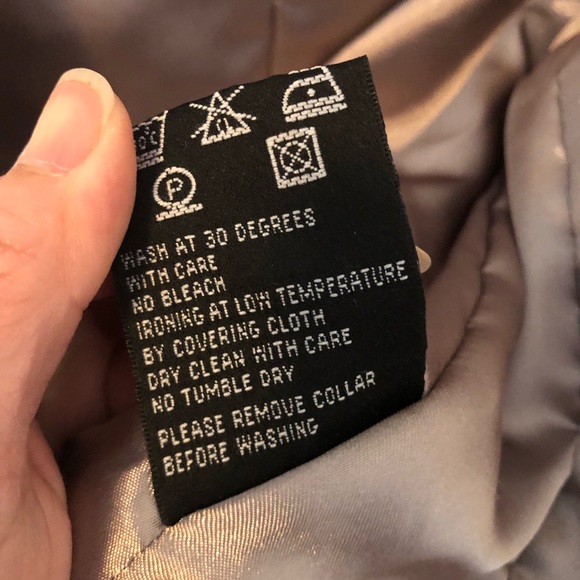 30°C
P
WASH AT 30 DEGREES
WITH CARE
NO BLEACH
IRONING AT LOW TEMPERATURE
BY COVERING CLOTH
DRY CLEAN WITH CARE
NO TUMBLE DRY
PLEASE REMOVE COLLAR
BEFORE WASHING